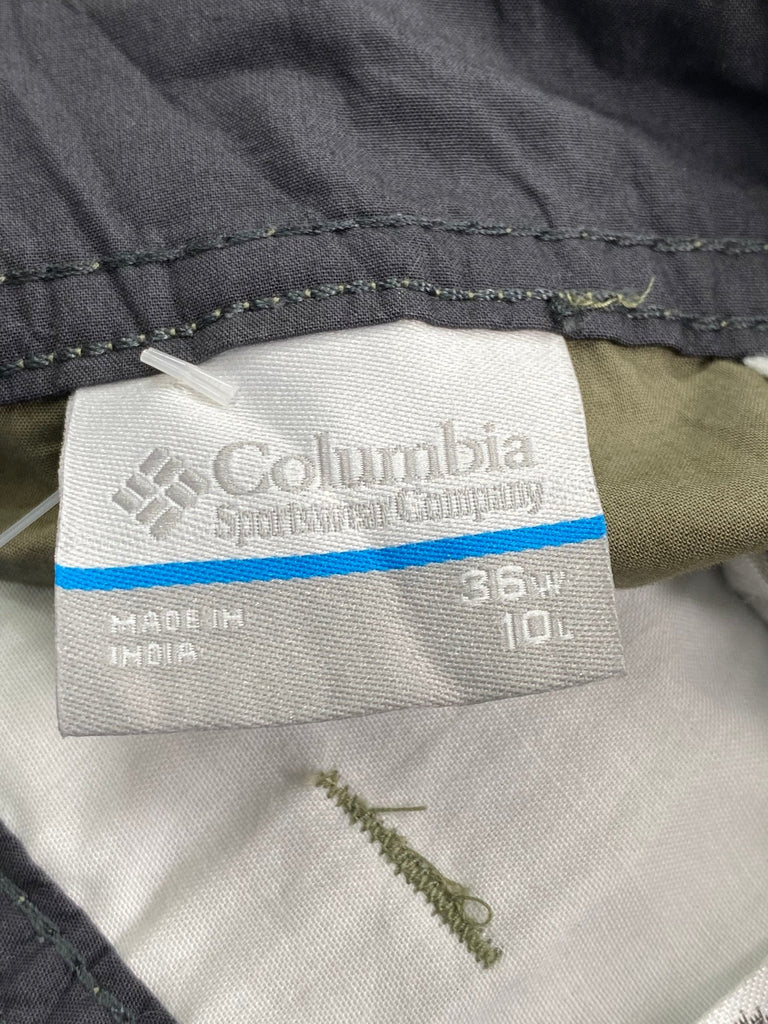 Columbia
Sportswear Company
36W
MADE IN
10L
INDIA